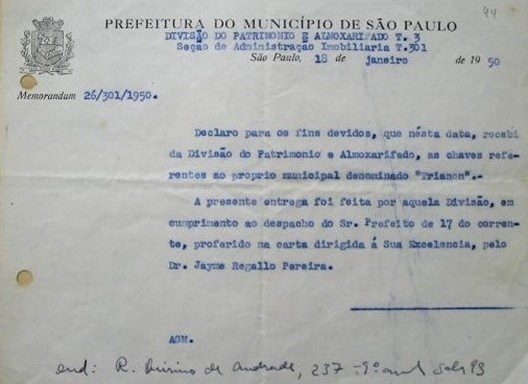 44
PREFEITURA DO MUNICÍPIO DE SÃO PAULO
DIVISÃO DO PATRIMONIO E ALMOXARIFADO T. 3
Seção de Administração Imobiliaria T.301
São Paulo, 18 de janeiro de 1950
Memorandum 26/301/1950.
Declaro para os fins devidos, que nésta data, recebi
da Divisão do Patrimonio e Almoxarifado, as chaves refe-
rentes ao proprio municipal denominado "Trianon".-
A presente entrega foi feita por aquela Divisão, em
cumprimento ao despacho do Sr. Prefeito de 17 do corren-
te, proferido na carta dirigida á Sua Excelencia, pelo
Dr. Jayme Regallo Pereira.
AGM.
end: R. de Andrade, 237 - 9º and. Sala 93